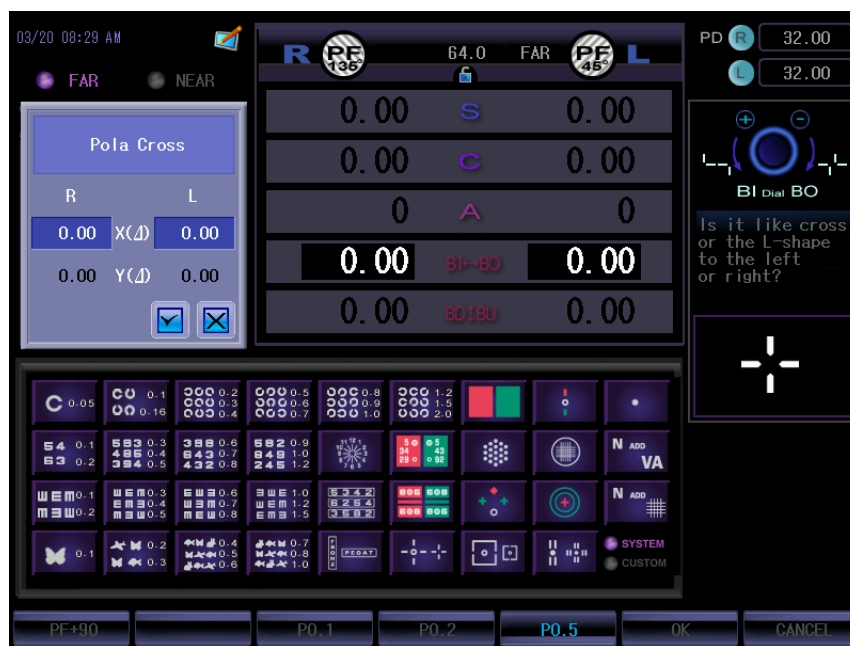 03/20 08:29 AM
FAR NEAR
Pola Cross
R L
0.00 X(Δ) 0.00
0.00 Y(Δ) 0.00
R PF 135° 64.0 FAR PF 45° L
0.00 S 0.00
0.00 C 0.00
0 A 0
0.00 BI↔BO 0.00
0.00 BD↕BU 0.00
PD R 32.00
L 32.00
BI Dial BO
Is it like cross
or the L-shape
to the left
or right?
C 0.05
0.1
0.16
0.2
0.3
0.4
0.5
0.6
0.7
0.8
0.9
1.0
1.2
1.5
2.0
54 0.1
63 0.2
583 0.3
486 0.4
394 0.5
398 0.6
643 0.7
432 0.8
682 0.9
849 1.0
245 1.2
N ADD
VA
0.1
0.2
0.3
0.4
0.5
0.6
0.7
0.8
1.0
1.2
1.5
5342
6254
3582
N ADD
0.1
0.2
0.3
0.4
0.5
0.6
0.7
0.8
1.0
SYSTEM
CUSTOM
PF+90 P0.1 P0.2 P0.5 OK CANCEL